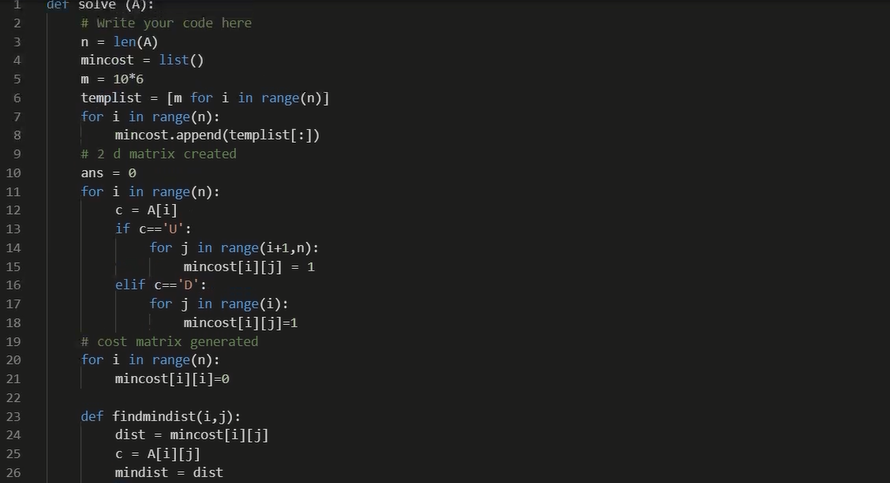 1 def solve (A):
2 # Write your code here
3 n = len(A)
4 mincost = list()
5 m = 10*6
6 templist = [m for i in range(n)]
7 for i in range(n):
8 mincost.append(templist[:])
9 # 2 d matrix created
10 ans = 0
11 for i in range(n):
12 c = A[i]
13 if c=='U':
14 for j in range(i+1,n):
15 mincost[i][j] = 1
16 elif c=='D':
17 for j in range(i):
18 mincost[i][j]=1
19 # cost matrix generated
20 for i in range(n):
21 mincost[i][i]=0
22
23 def findmindist(i,j):
24 dist = mincost[i][j]
25 c = A[i][j]
26 mindist = dist